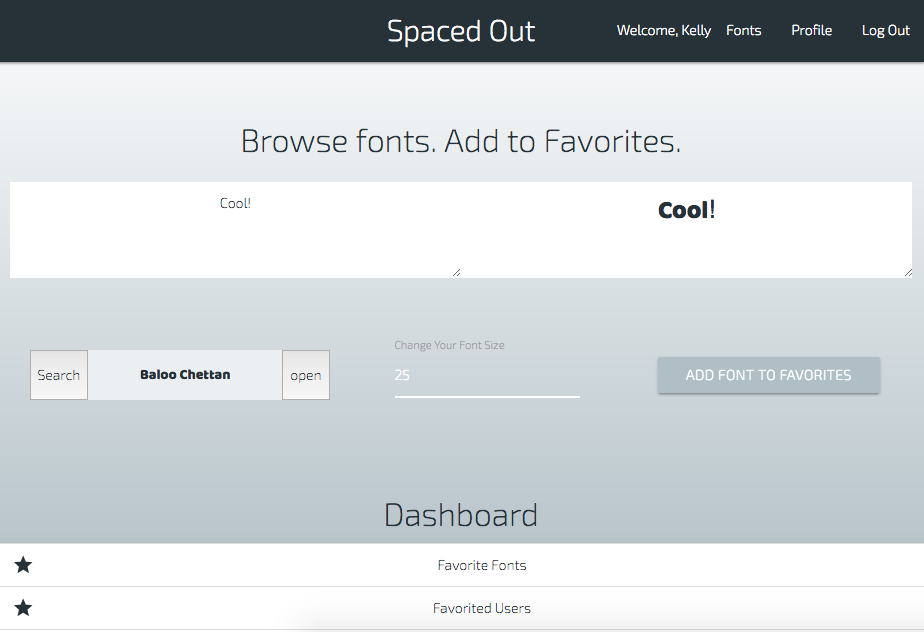 Spaced Out
Welcome, Kelly Fonts Profile Log Out
Browse fonts. Add to Favorites.
Cool! Cool!
Change Your Font Size
Search Baloo Chettan open 25 ADD FONT TO FAVORITES
Dashboard
Favorite Fonts
Favorited Users